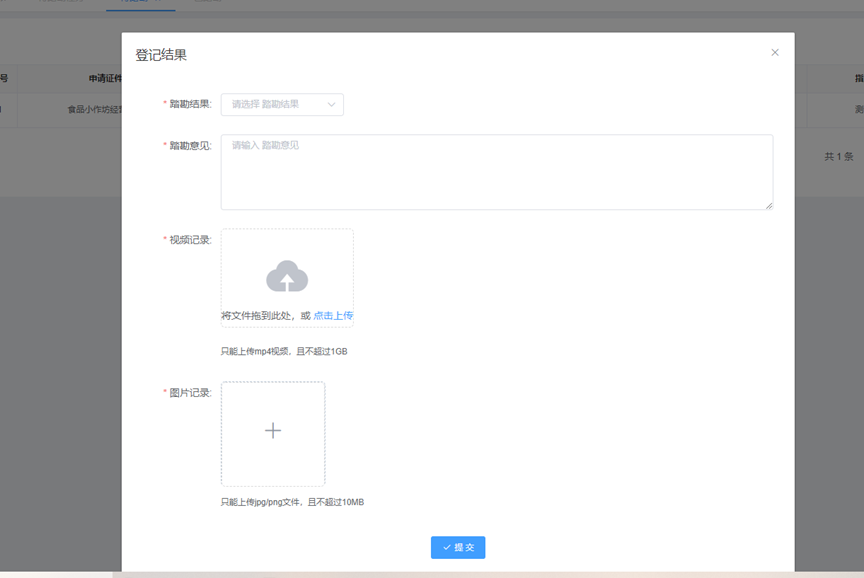 登记结果
号
申请证件
指
食品小作坊经营
测
* 踏勘结果:
请选择 踏勘结果
* 踏勘意见:
请输入 踏勘意见
共 1 条
* 视频记录:
将文件拖到此处，或 点击上传
只能上传mp4视频，且不超过1GB
* 图片记录:
只能上传jpg/png文件，且不超过10MB
提交